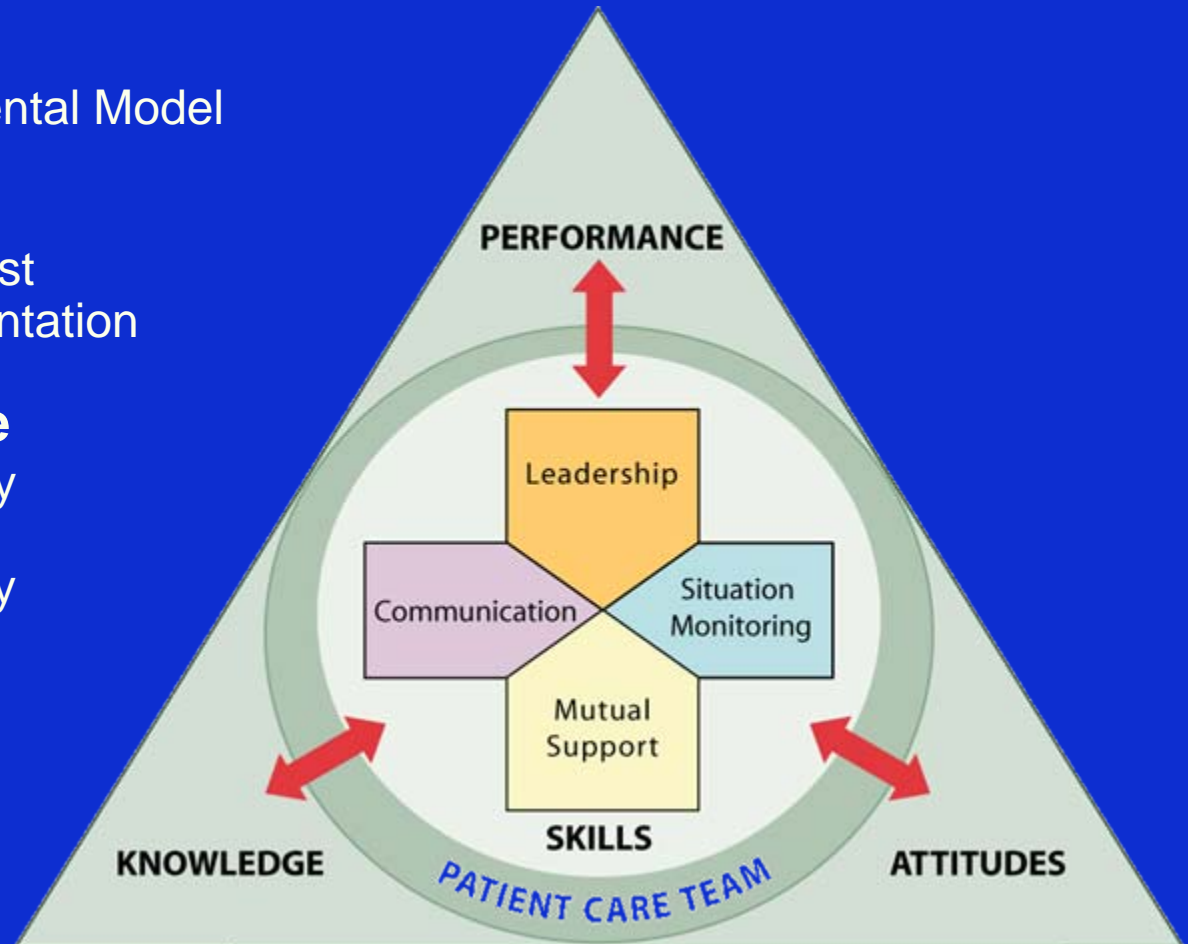 ental Model
st
ntation
e
y
y
PERFORMANCE
Leadership
Communication
Situation
Monitoring
Mutual
Support
SKILLS
KNOWLEDGE
ATTITUDES
PATIENT CARE TEAM